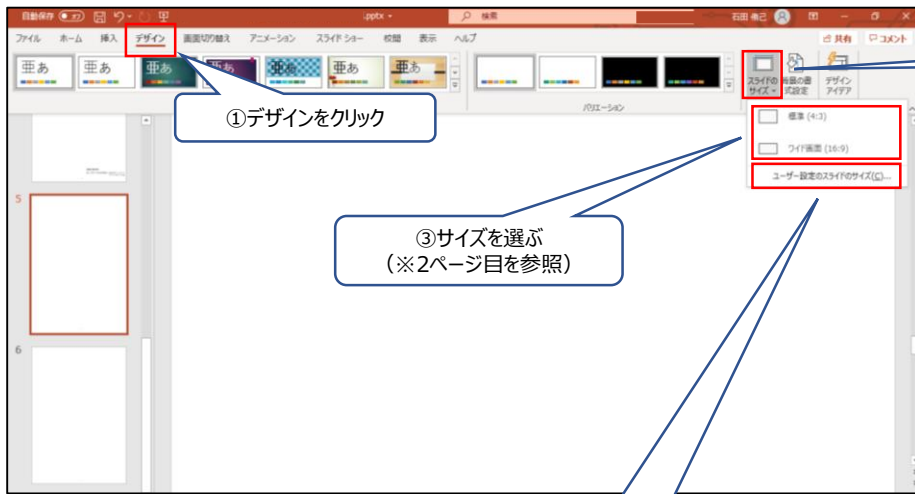 自動保存 オフ .pptx 検索 石田 侑己
ファイル ホーム 挿入 デザイン 画面切り替え アニメーション スライド ショー 校閲 表示 ヘルプ 共有 コメント
亜あ 亜あ 亜あ 亜あ 亜あ 亜あ 亜あ
スライドの サイズ 背景の書式設定 デザイン アイデア
バリエーション
標準 (4:3)
ワイド画面 (16:9)
ユーザー設定のスライドのサイズ(C)...
①デザインをクリック
③サイズを選ぶ
(※2ページ目を参照)
5
6